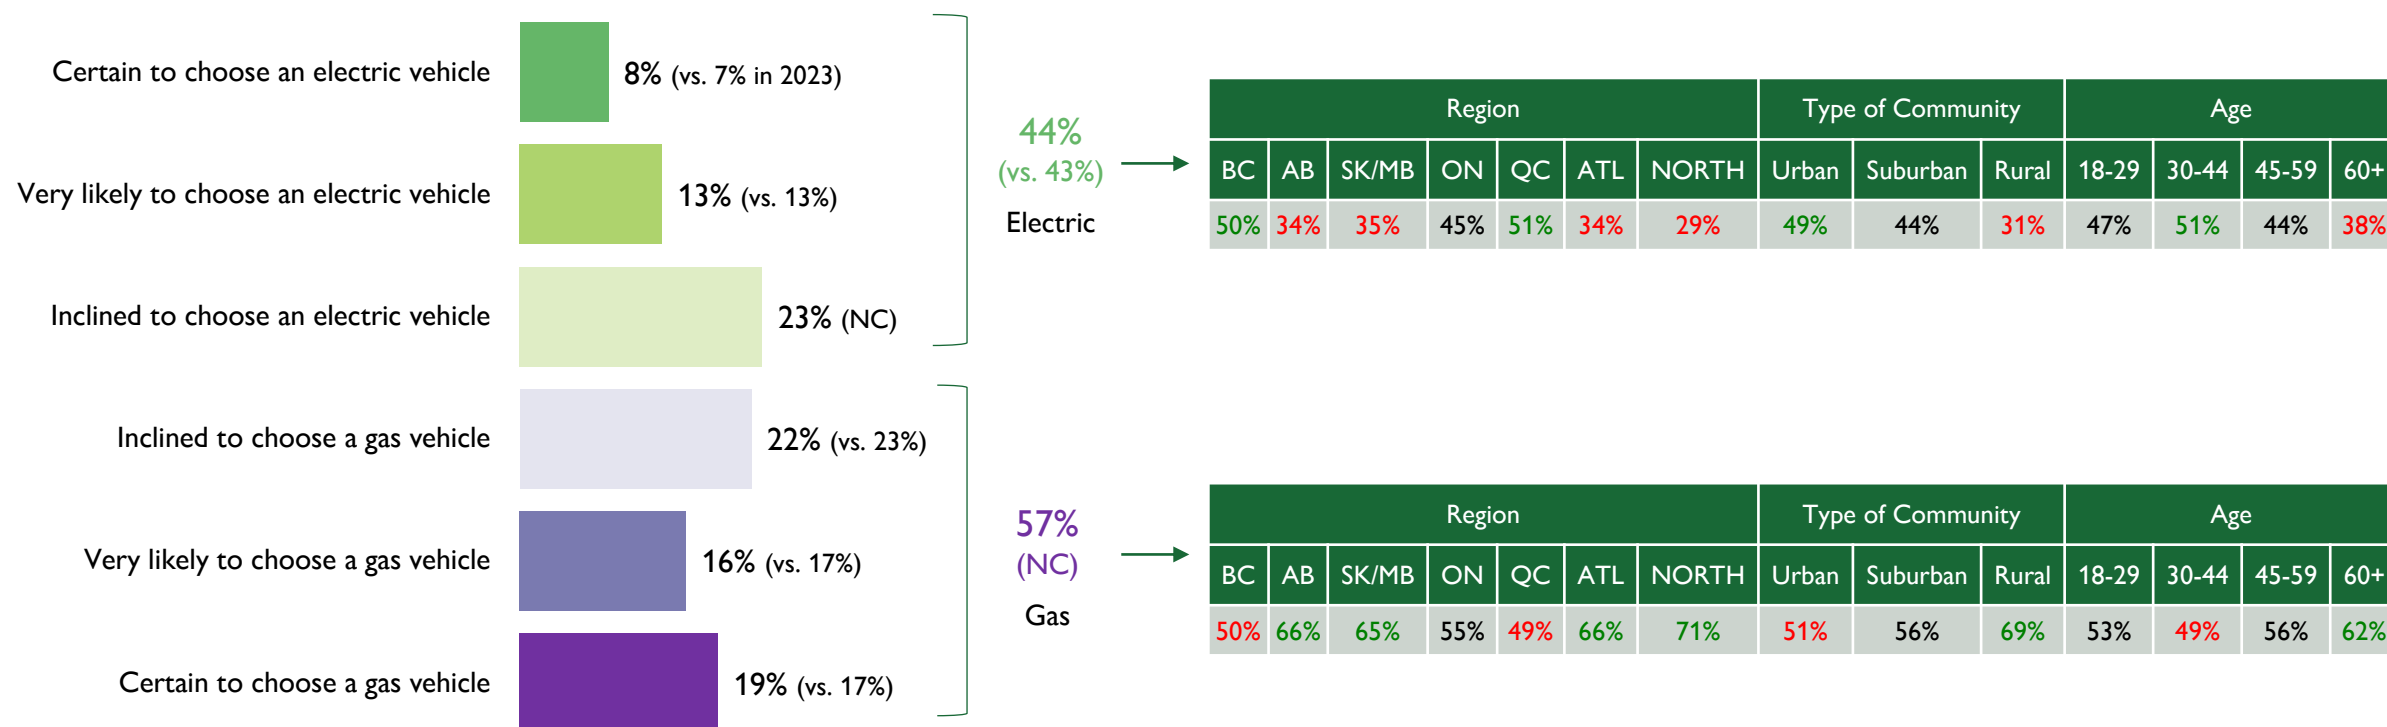 Certain to choose an electric vehicle
8% (vs. 7% in 2023)
Very likely to choose an electric vehicle
13% (vs. 13%)
Inclined to choose an electric vehicle
23% (NC)
Inclined to choose a gas vehicle
22% (vs. 23%)
Very likely to choose a gas vehicle
16% (vs. 17%)
Certain to choose a gas vehicle
19% (vs. 17%)
44%
(vs. 43%)
Electric
Region Type of Community Age
BC AB SK/MB ON QC ATL NORTH Urban Suburban Rural 18-29 30-44 45-59 60+
50% 34% 35% 45% 51% 34% 29% 49% 44% 31% 47% 51% 44% 38%
57%
(NC)
Gas
Region Type of Community Age
BC AB SK/MB ON QC ATL NORTH Urban Suburban Rural 18-29 30-44 45-59 60+
50% 66% 65% 55% 49% 66% 71% 51% 56% 69% 53% 49% 56% 62%